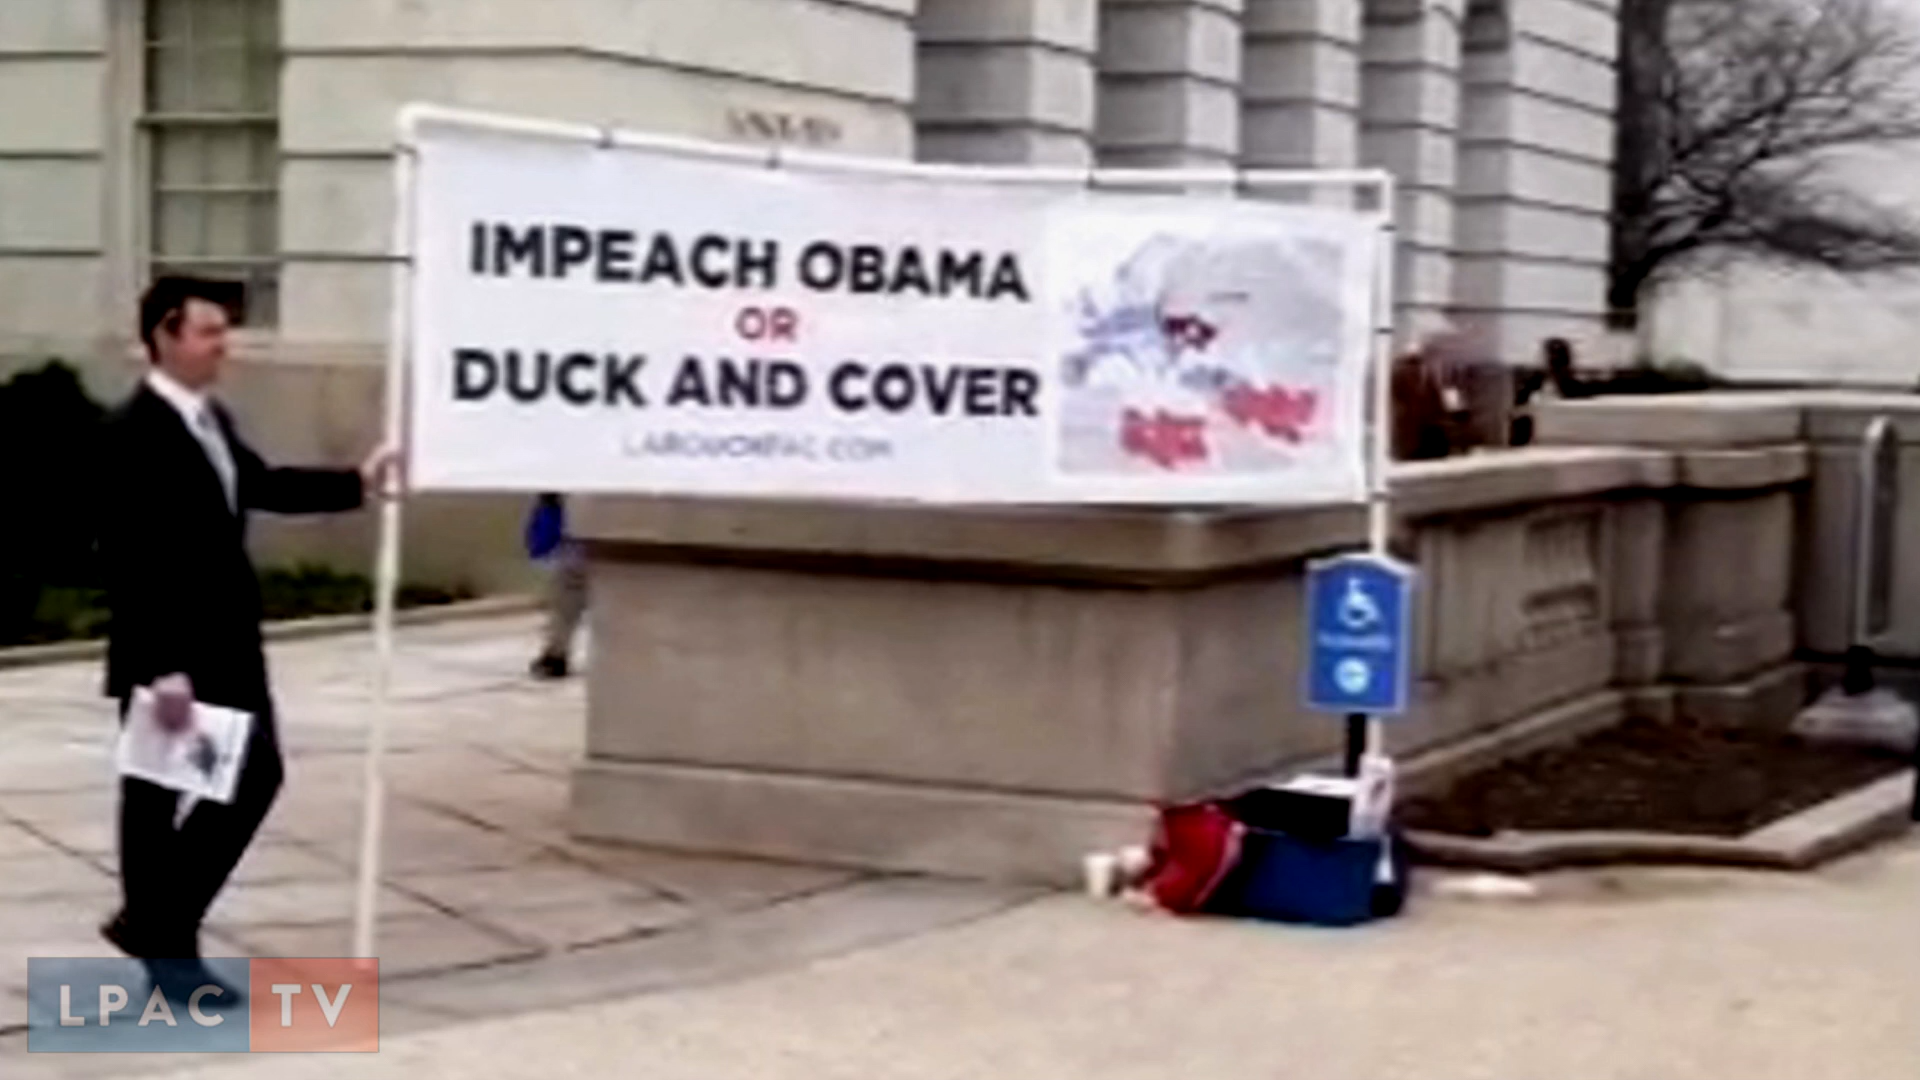 IMPEACH OBAMA
OR
DUCK AND COVER
LAROUCHEPAC.COM
LPAC TV